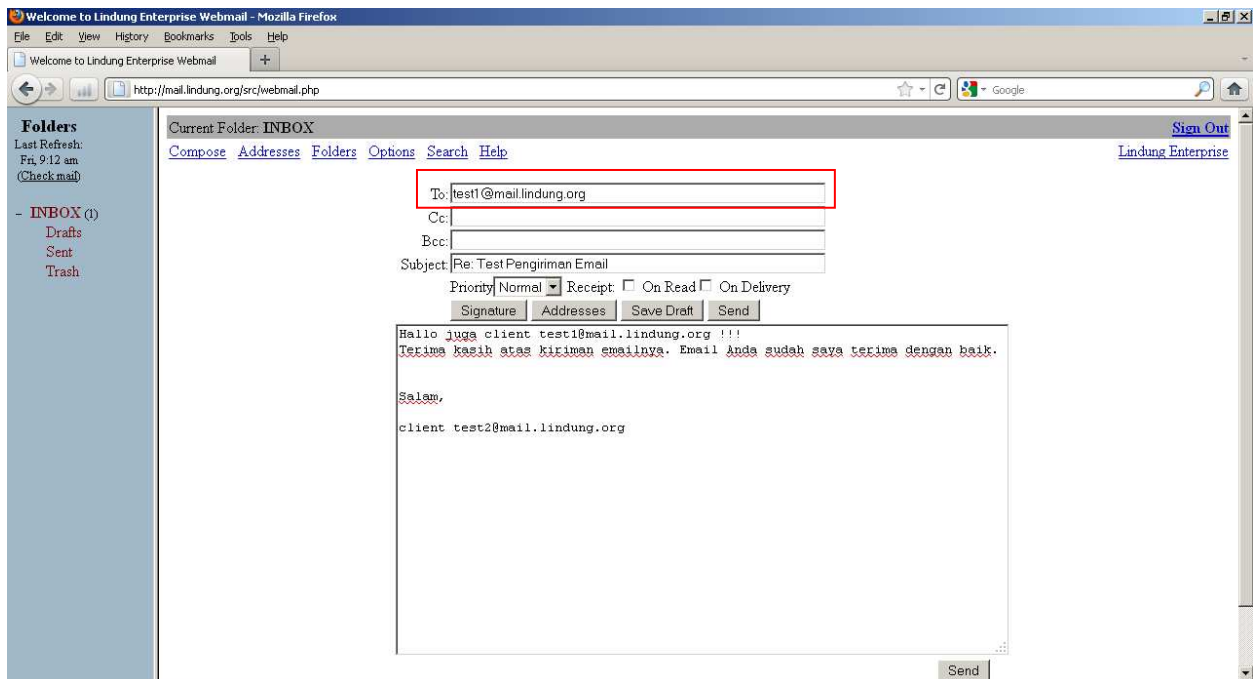 Welcome to Lindung Enterprise Webmail - Mozilla Firefox
File Edit View History Bookmarks Tools Help
Welcome to Lindung Enterprise Webmail +
http://mail.lindung.org/src/webmail.php Google
Folders
Last Refresh:
Fri, 9:12 am
(Check mail)
- INBOX (1)
Drafts
Sent
Trash
Current Folder: INBOX Sign Out
Compose Addresses Folders Options Search Help Lindung Enterprise
To: test1@mail.lindung.org
Cc:
Bcc:
Subject: Re: Test Pengiriman Email
Priority Normal Receipt: On Read On Delivery
Signature Addresses Save Draft Send
Hallo juga client test1@mail.lindung.org !!!
Terima kasih atas kiriman emailnya. Email Anda sudah saya terima dengan baik.
Salam,
client test2@mail.lindung.org
Send